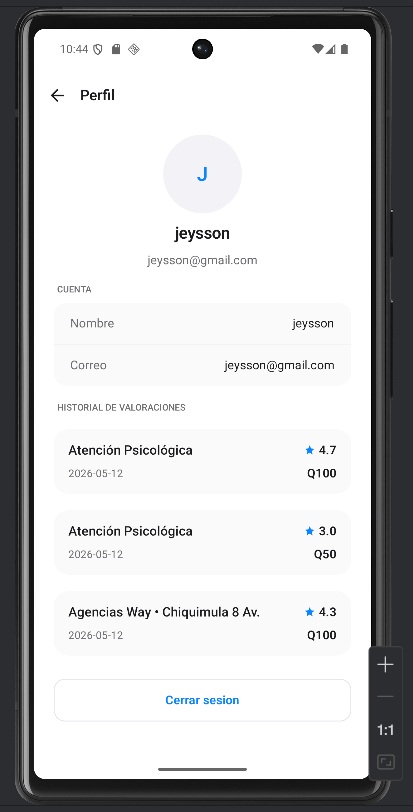 10:44
Perfil
J
jeysson
jeysson@gmail.com
CUENTA
Nombre jeysson
Correo jeysson@gmail.com
HISTORIAL DE VALORACIONES
Atención Psicológica ★ 4.7
2026-05-12 Q100
Atención Psicológica ★ 3.0
2026-05-12 Q50
Agencias Way • Chiquimula 8 Av. ★ 4.3
2026-05-12 Q100
Cerrar sesion
1:1